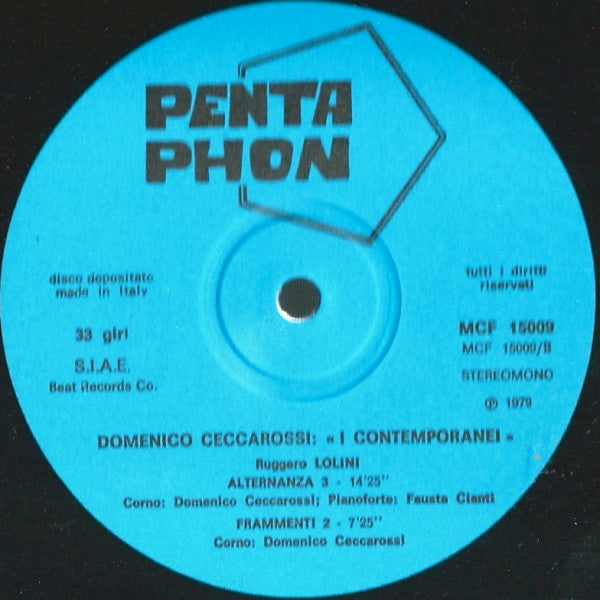 PENTA
PHON
disco depositato
made in Italy
tutti i diritti
riservati
33 giri
S.I.A.E.
Beat Records Co.
MCF 15009
MCF 15009/B
STEREOMONO
℗ 1979
DOMENICO CECCAROSSI: « I CONTEMPORANEI »
Ruggero LOLINI
ALTERNANZA 3 - 14'25''
Corno: Domenico Ceccarossi; Pianoforte: Fausta Cianti
FRAMMENTI 2 - 7'25''
Corno: Domenico Ceccarossi